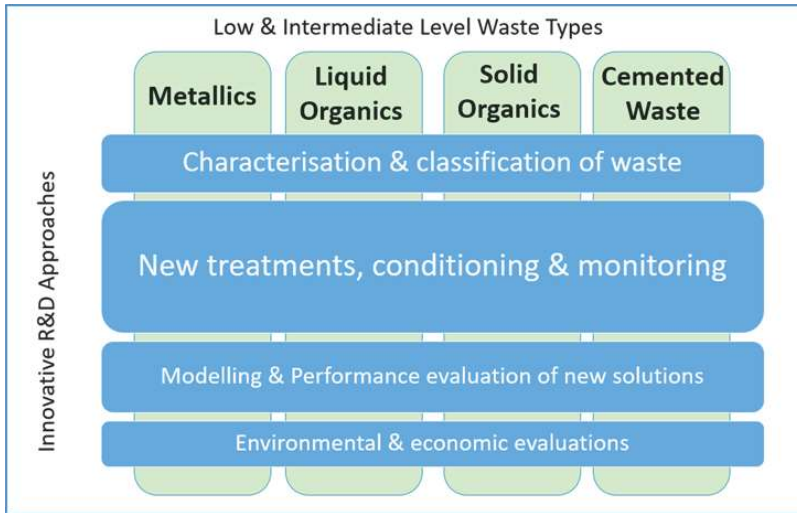 Low & Intermediate Level Waste Types
Metallics
Liquid
Organics
Solid
Organics
Cemented
Waste
Innovative R&D Approaches
Characterisation & classification of waste
New treatments, conditioning & monitoring
Modelling & Performance evaluation of new solutions
Environmental & economic evaluations